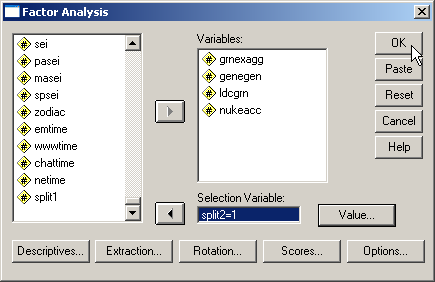 Factor Analysis
sei
pasei
masei
spsei
zodiac
emtime
wwwtime
chattime
netime
split1
Variables:
grnexagg
genegen
ldcgrn
nukeacc
Selection Variable:
split2=1
Value...
OK
Paste
Reset
Cancel
Help
Descriptives...
Extraction...
Rotation...
Scores...
Options...